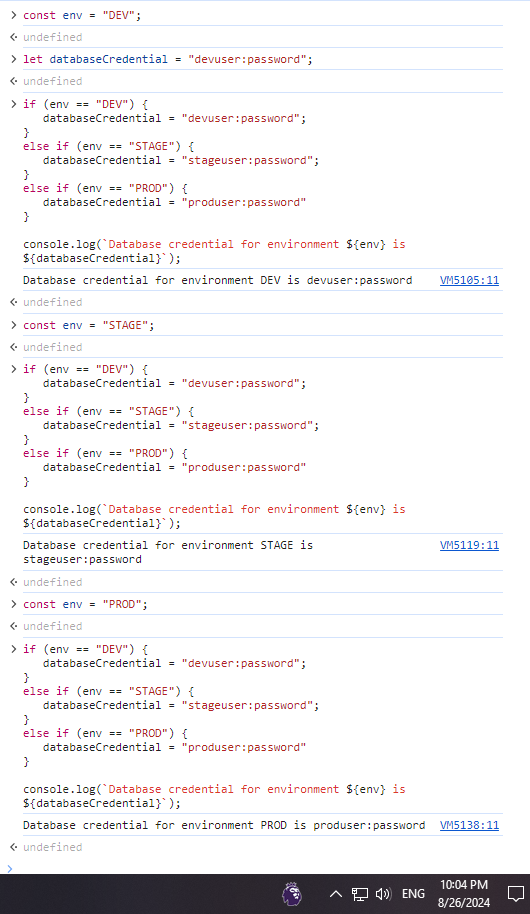 const env = "DEV";
undefined
let databaseCredential = "devuser:password";
undefined
if (env == "DEV") {
   databaseCredential = "devuser:password";
}
else if (env == "STAGE") {
   databaseCredential = "stageuser:password";
}
else if (env == "PROD") {
   databaseCredential = "produser:password"
}

console.log(`Database credential for environment ${env} is
${databaseCredential}`);
Database credential for environment DEV is devuser:password VM5105:11
undefined
const env = "STAGE";
undefined
if (env == "DEV") {
   databaseCredential = "devuser:password";
}
else if (env == "STAGE") {
   databaseCredential = "stageuser:password";
}
else if (env == "PROD") {
   databaseCredential = "produser:password"
}

console.log(`Database credential for environment ${env} is
${databaseCredential}`);
Database credential for environment STAGE is VM5119:11
stageuser:password
undefined
const env = "PROD";
undefined
if (env == "DEV") {
   databaseCredential = "devuser:password";
}
else if (env == "STAGE") {
   databaseCredential = "stageuser:password";
}
else if (env == "PROD") {
   databaseCredential = "produser:password"
}

console.log(`Database credential for environment ${env} is
${databaseCredential}`);
Database credential for environment PROD is produser:password VM5138:11
undefined
ENG
10:04 PM
8/26/2024